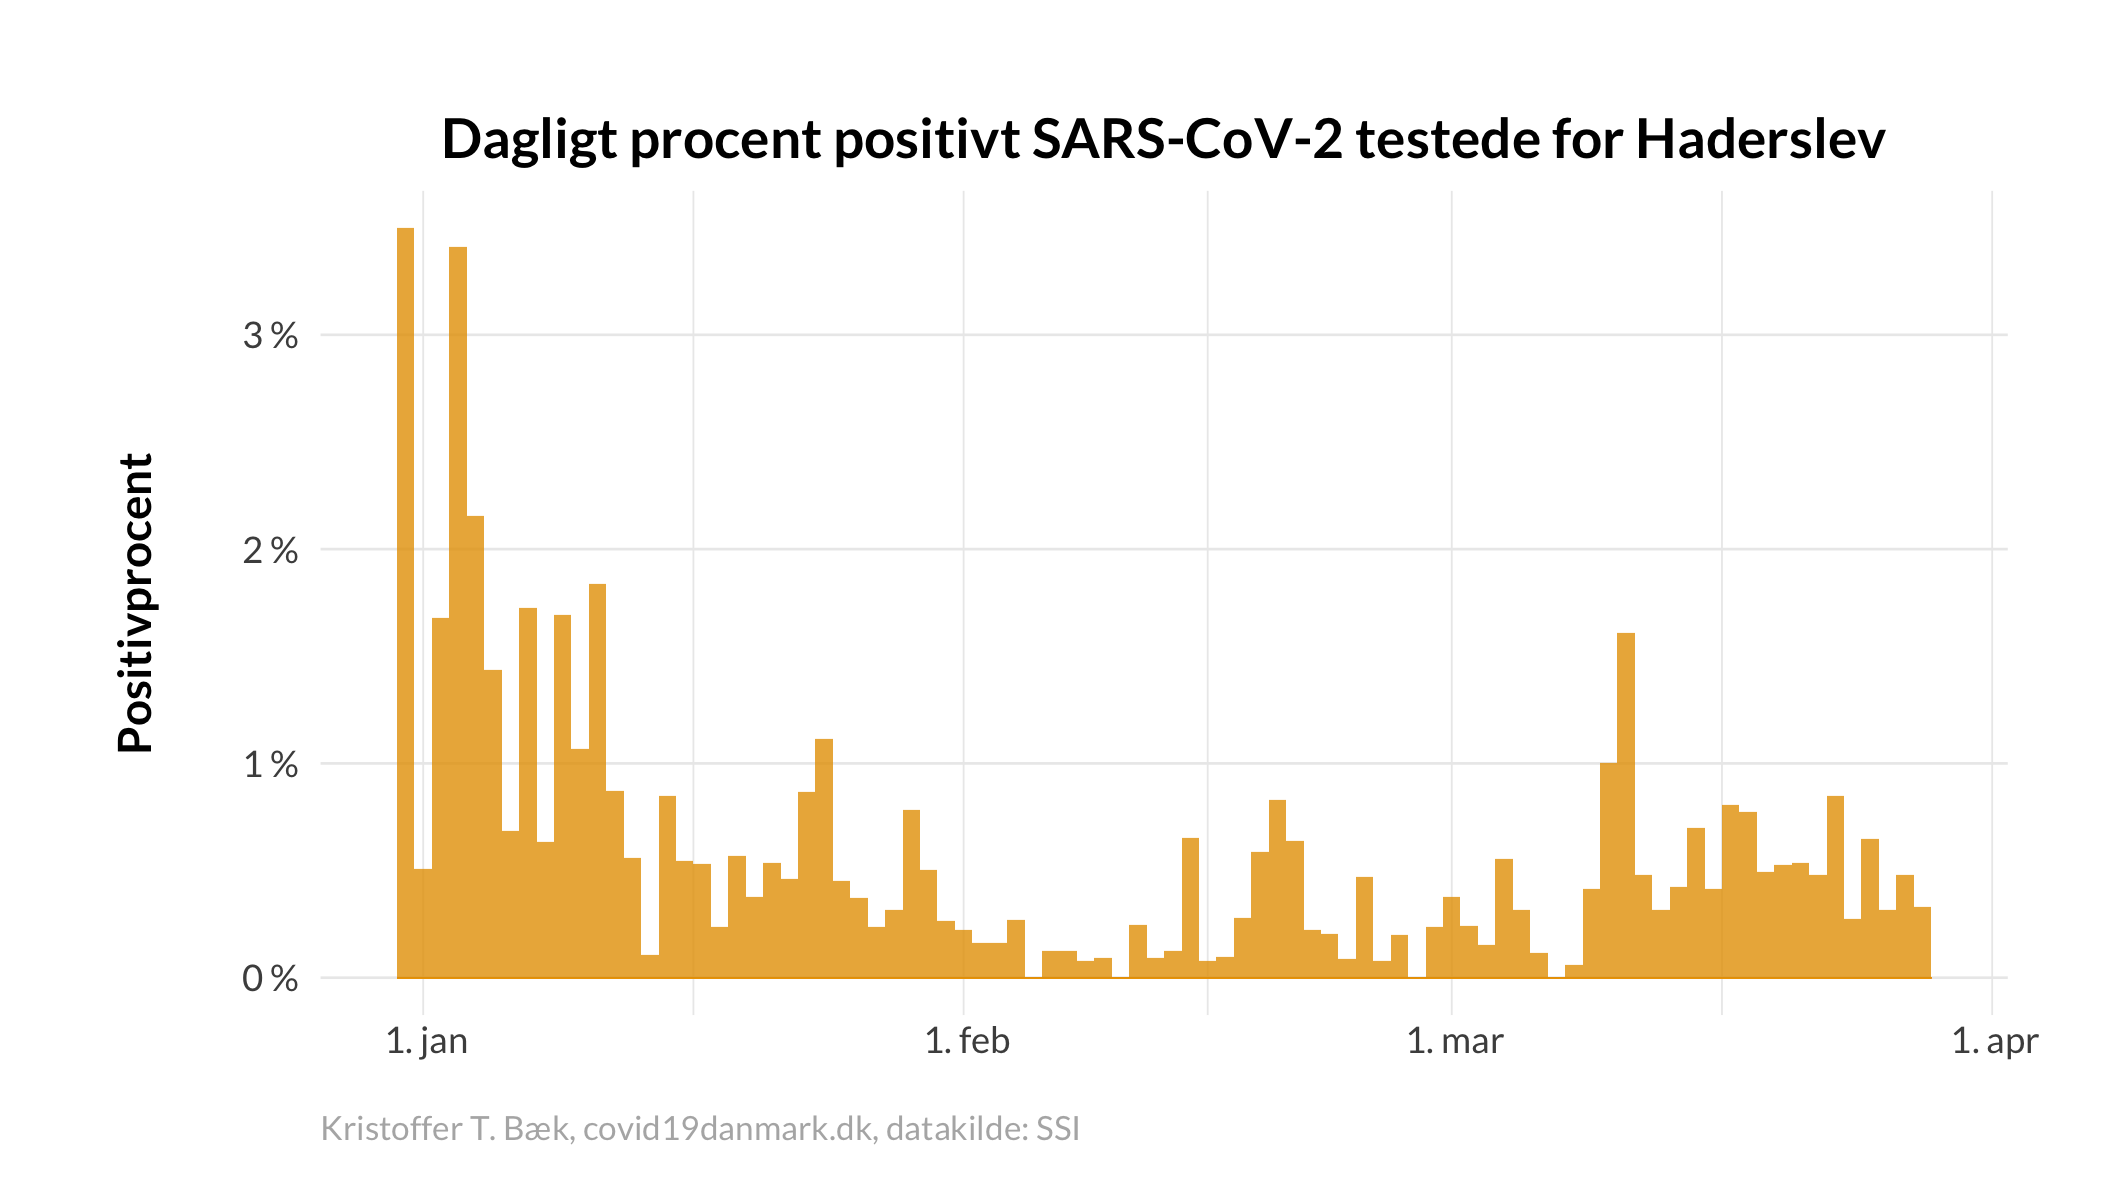 Dagligt procent positivt SARS-CoV-2 testede for Haderslev
Positivprocent
3 %
2 %
1 %
0 %
1. jan
1. feb
1. mar
1. apr
Kristoffer T. Bæk, covid19danmark.dk, datakilde: SSI